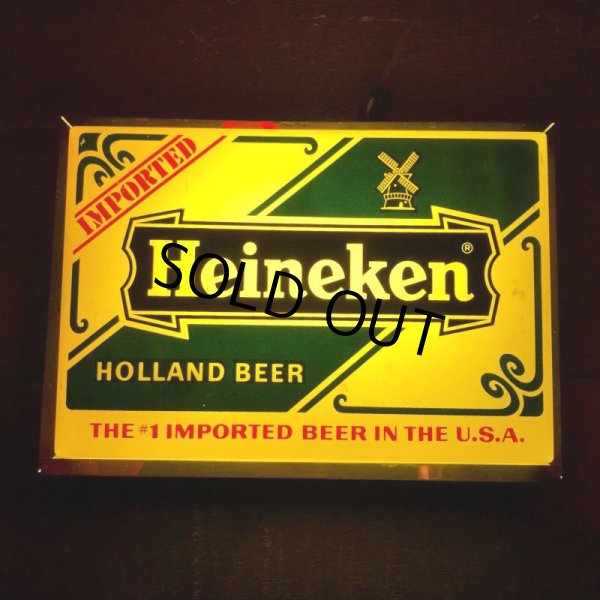 IMPORTED
Heineken®
SOLD OUT
HOLLAND BEER
THE #1 IMPORTED BEER IN THE U.S.A.